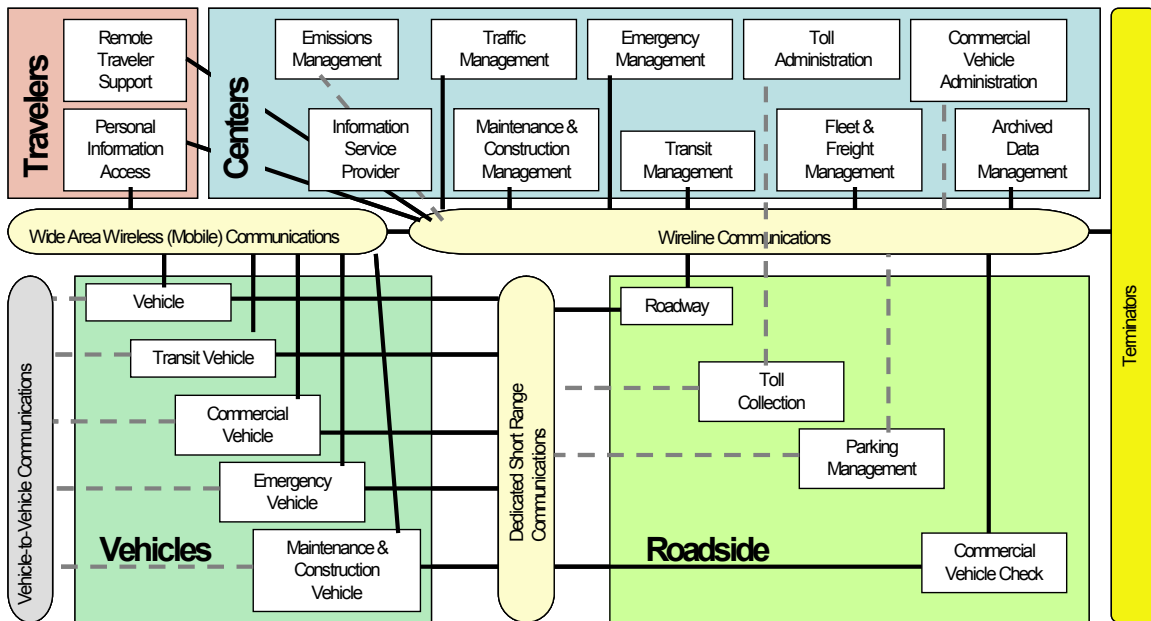 Travelers
Remote
Traveler
Support
Personal
Information
Access
Centers
Emissions
Management
Traffic
Management
Emergency
Management
Toll
Administration
Commercial
Vehicle
Administration
Information
Service
Provider
Maintenance &
Construction
Management
Transit
Management
Fleet &
Freight
Management
Archived
Data
Management
Wide Area Wireless (Mobile) Communications
Wireline Communications
Terminators
Vehicle-to-Vehicle Communications
Vehicle
Transit Vehicle
Commercial
Vehicle
Emergency
Vehicle
Maintenance &
Construction
Vehicle
Vehicles
Dedicated Short Range
Communications
Roadway
Toll
Collection
Parking
Management
Roadside
Commercial
Vehicle Check